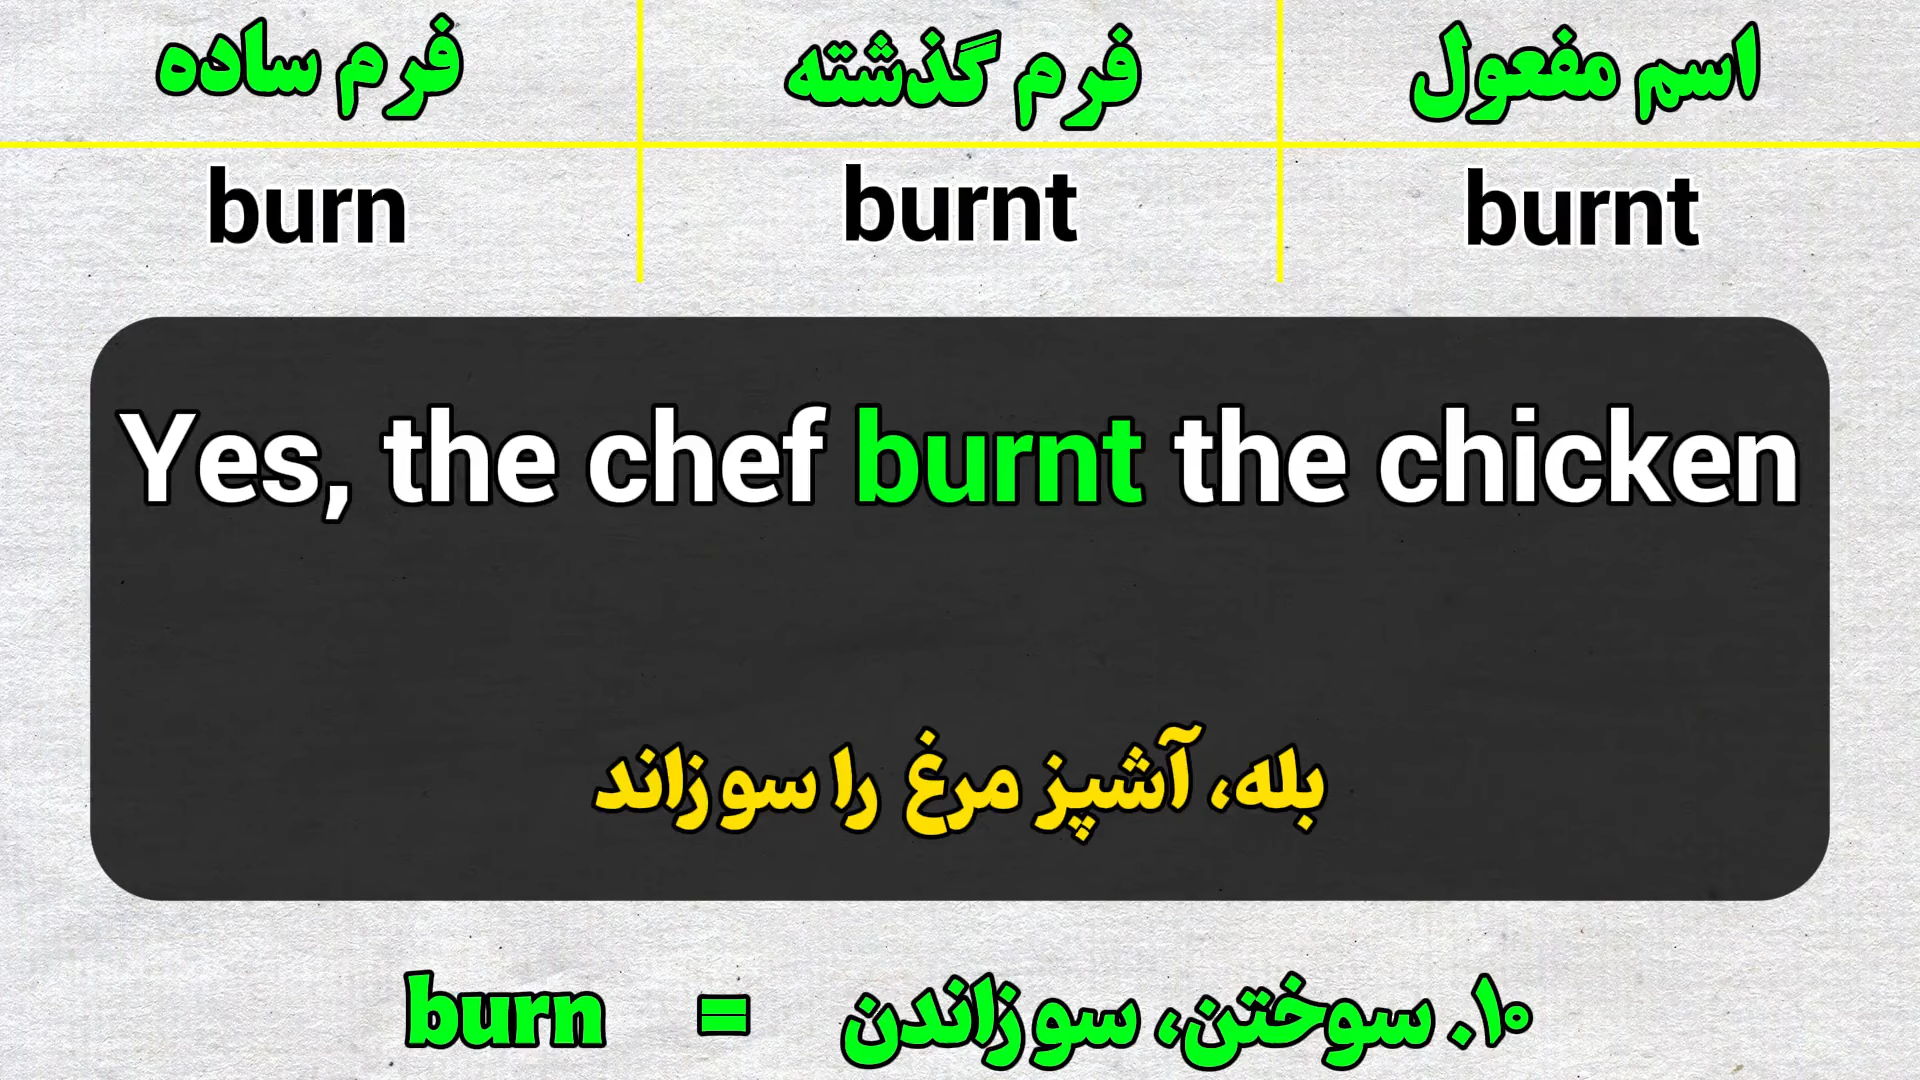 فرم ساده فرم گذشته اسم مفعول
burn burnt burnt
Yes, the chef burnt the chicken
بله، آشپز مرغ را سوزاند
۱۰. سوختن، سوزاندن = burn